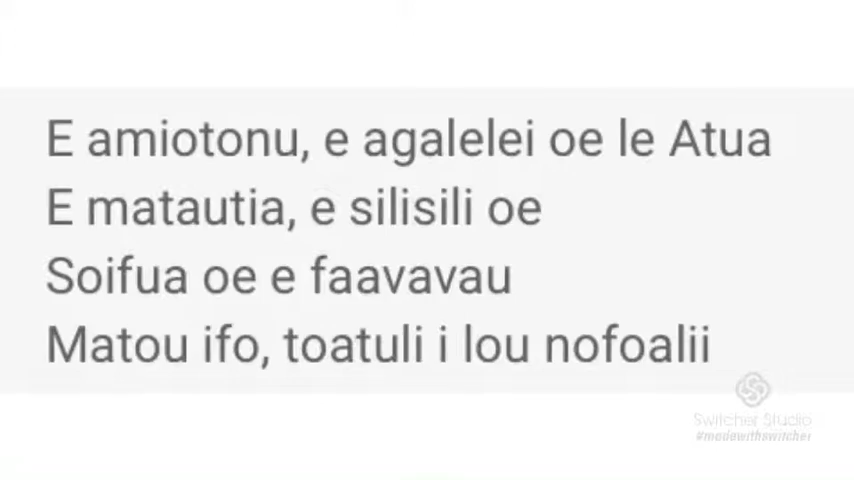 E amiotonu, e agalelei oe le Atua
E matautia, e silisili oe
Soifua oe e faavavau
Matou ifo, toatuli i lou nofoalii
Switcher Studio
#madewithswitcher